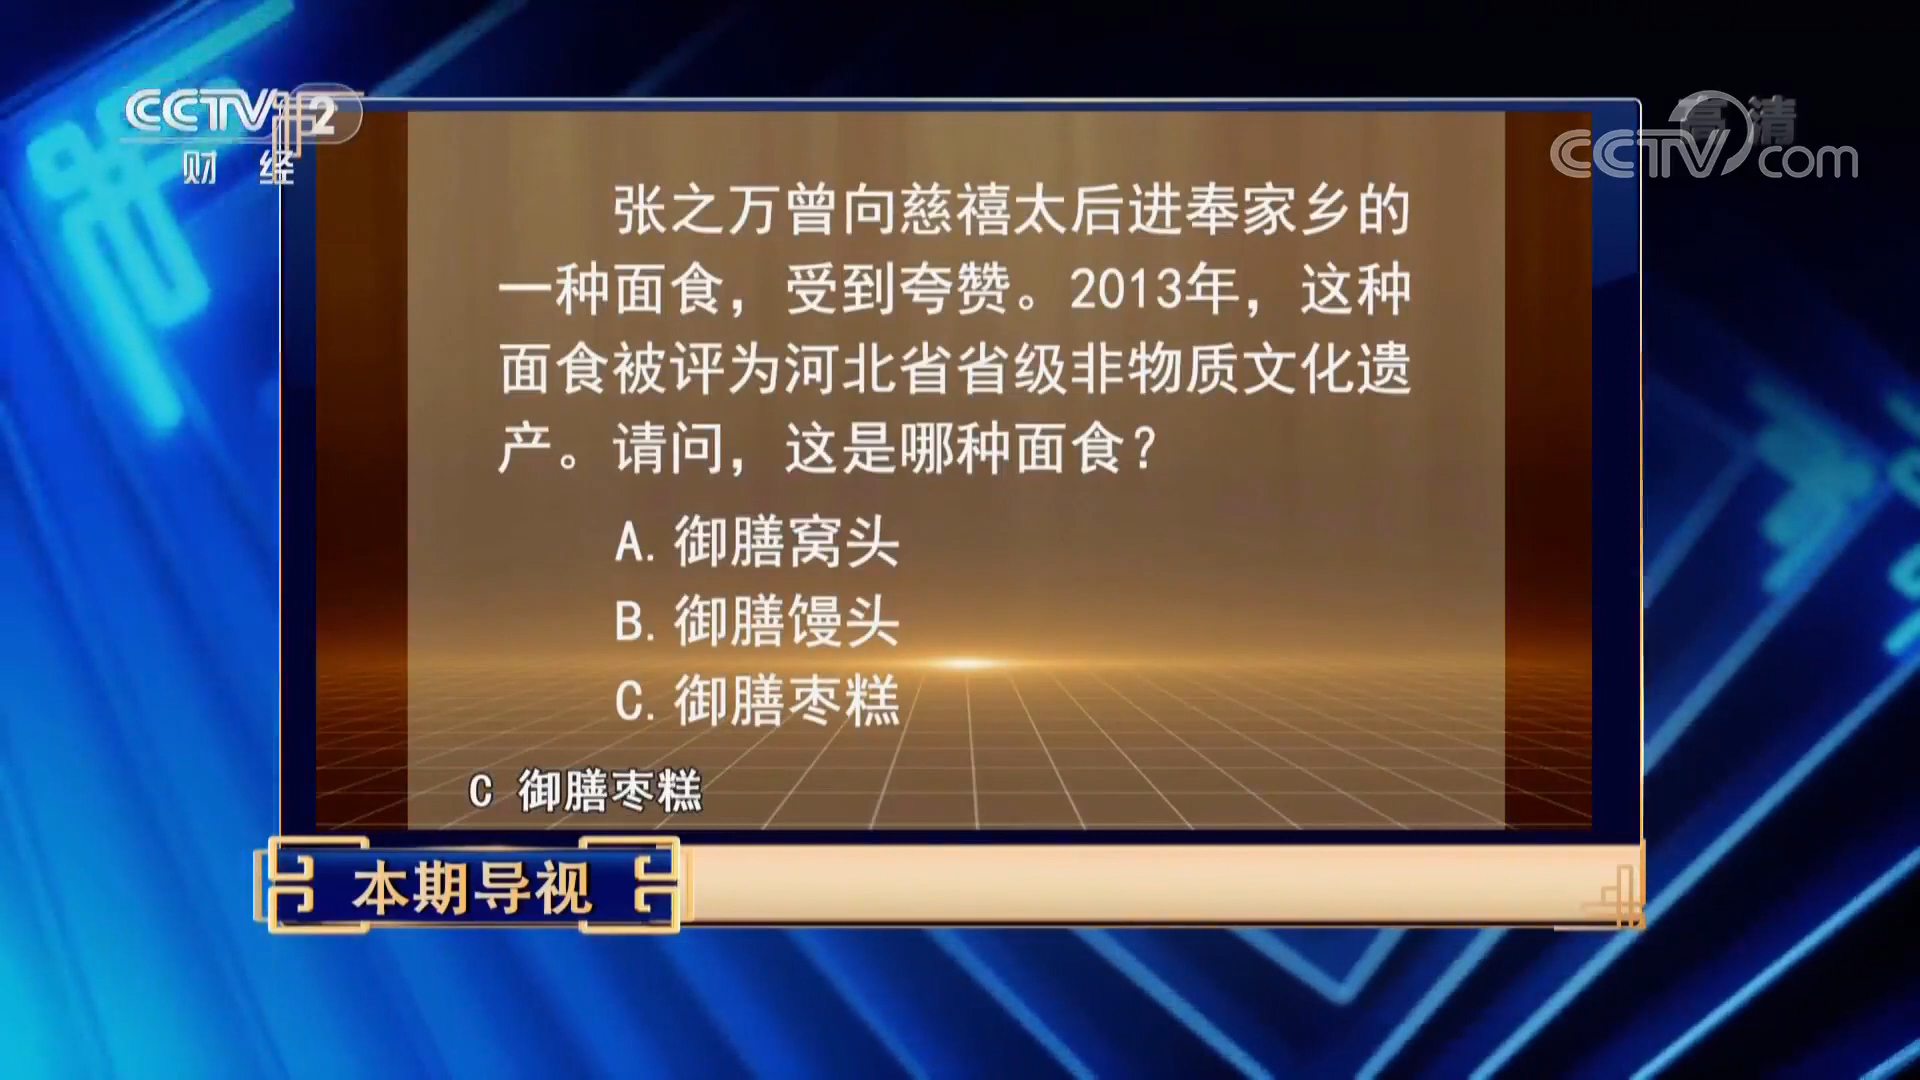 CCTV 2
财 经
高清
CCTV com
张之万曾向慈禧太后进奉家乡的
一种面食，受到夸赞。2013年，这种
面食被评为河北省省级非物质文化遗
产。请问，这是哪种面食？
A. 御膳窝头
B. 御膳馒头
C. 御膳枣糕
C 御膳枣糕
本期导视